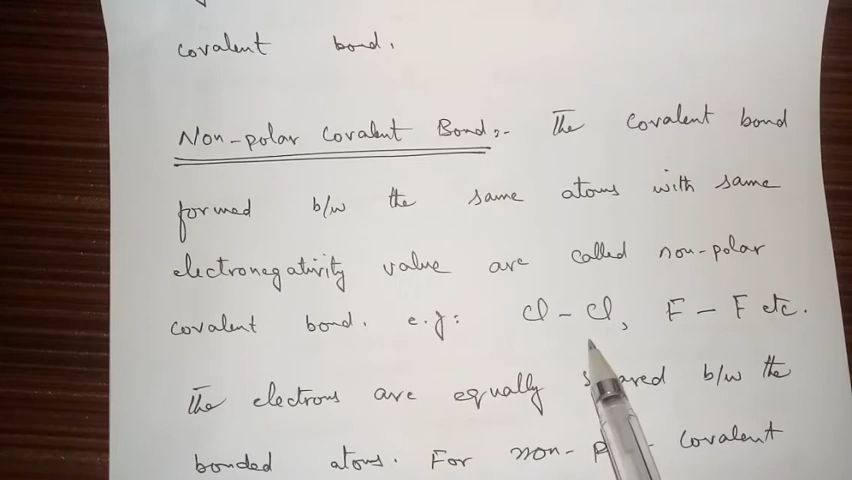 covalent bond.
Non-polar Covalent Bond:- The covalent bond
formed b/w the same atoms with same
electronegativity value are called non-polar
covalent bond. e.g: Cl - Cl, F - F etc.
The electrons are equally b/w the
bonded atoms. For non- covalent